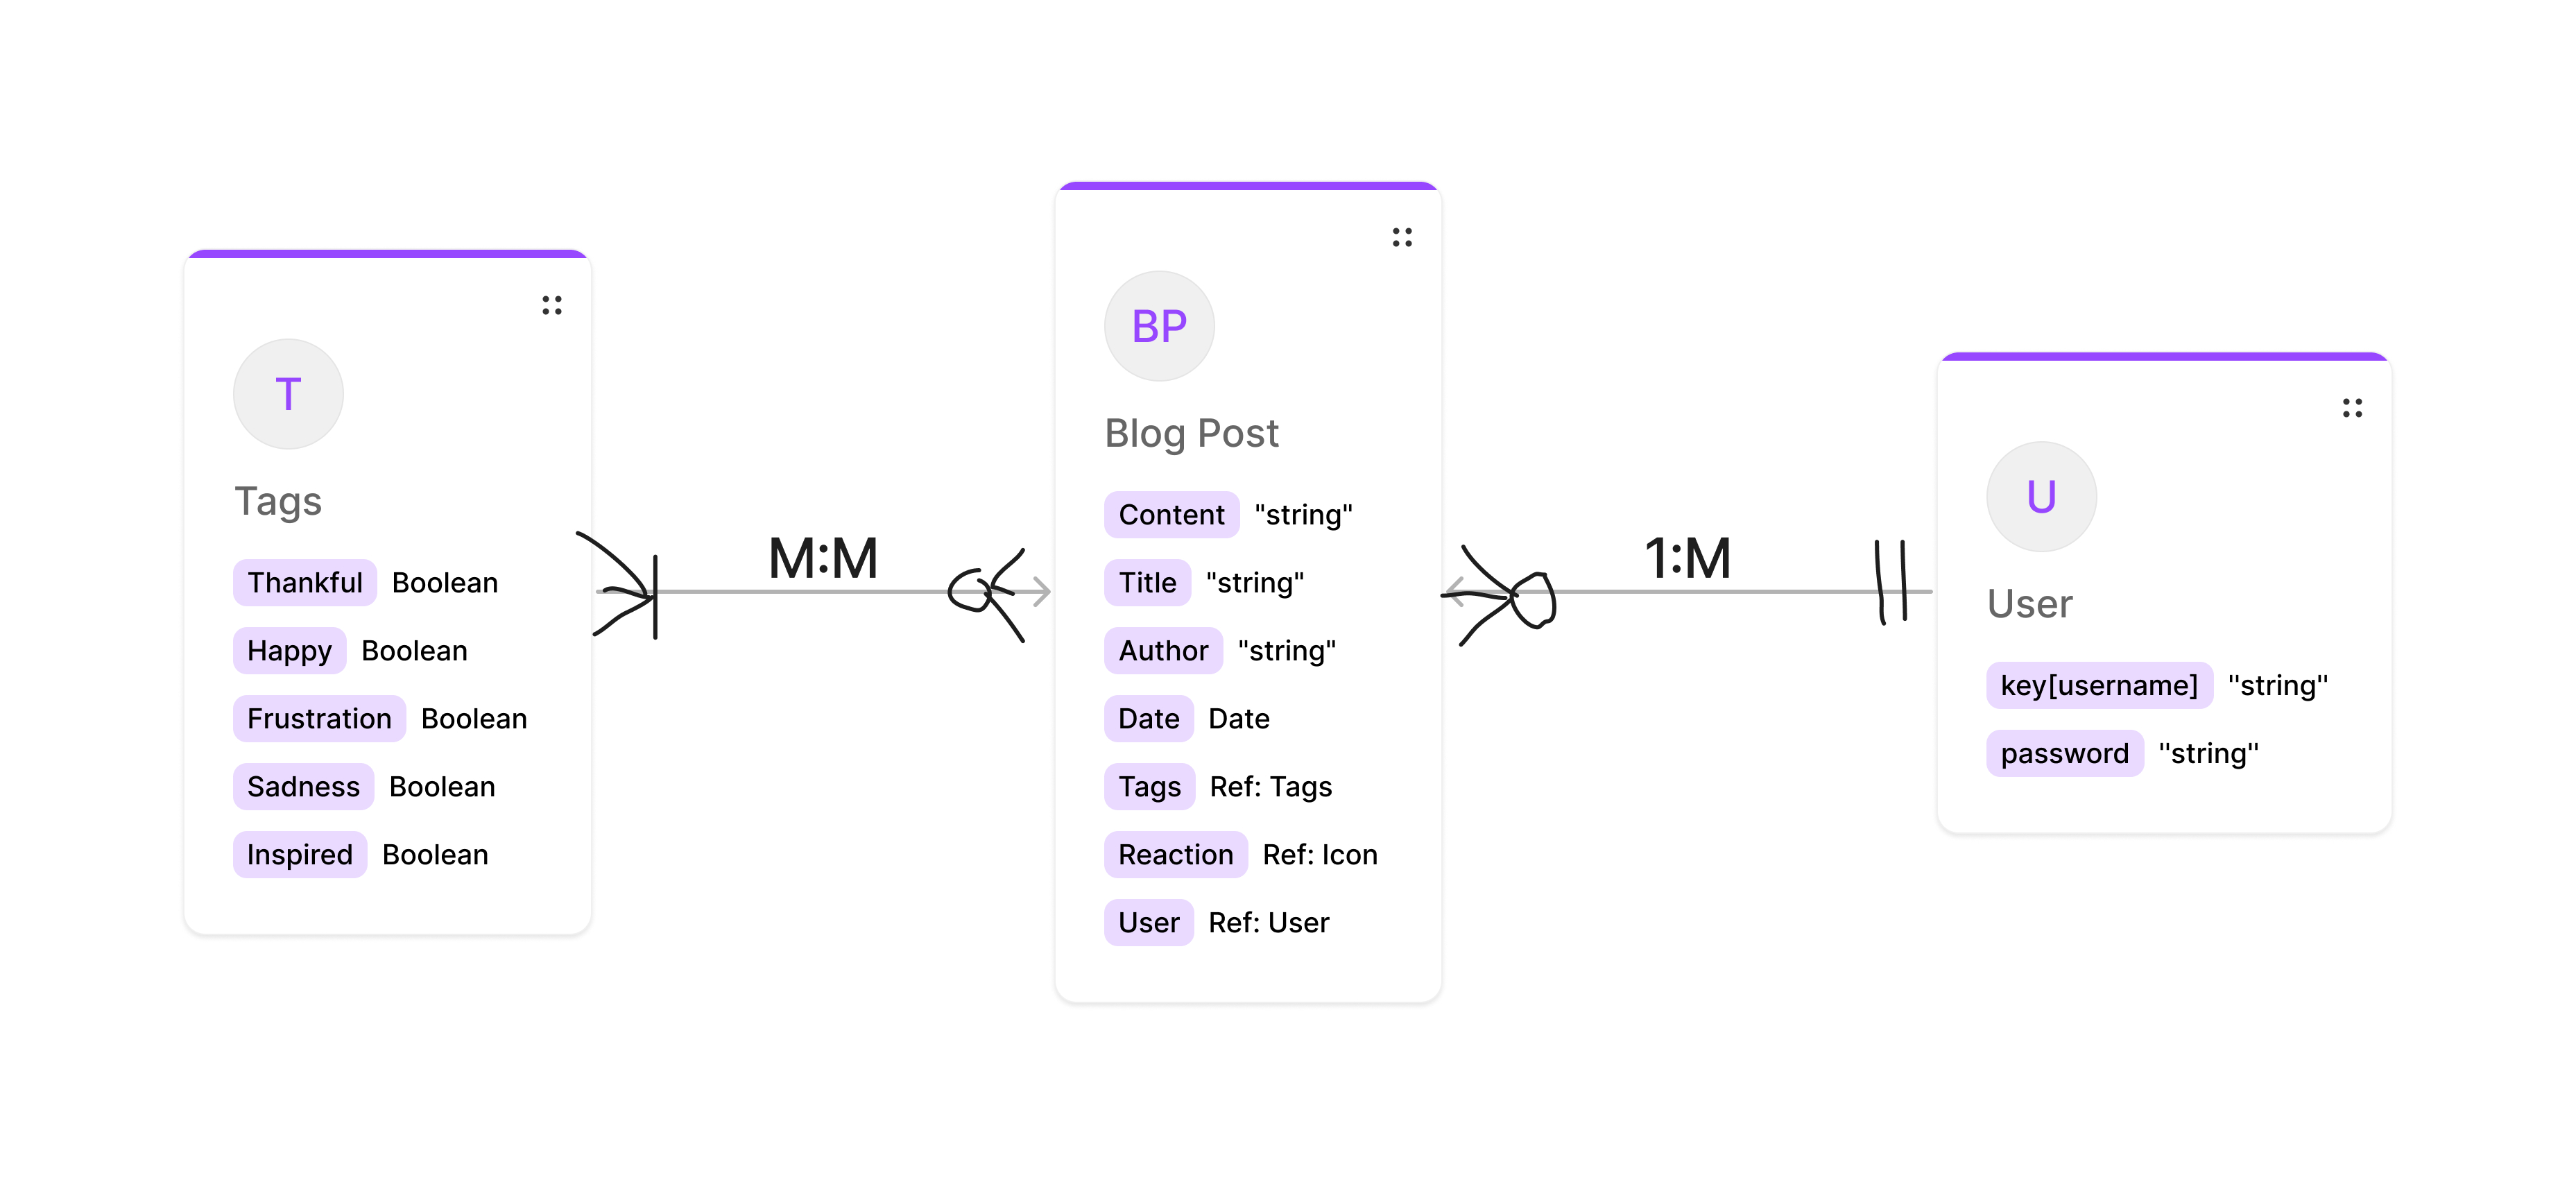 T
Tags
Thankful Boolean
Happy Boolean
Frustration Boolean
Sadness Boolean
Inspired Boolean
M:M
BP
Blog Post
Content "string"
Title "string"
Author "string"
Date Date
Tags Ref: Tags
Reaction Ref: Icon
User Ref: User
1:M
U
User
key[username] "string"
password "string"